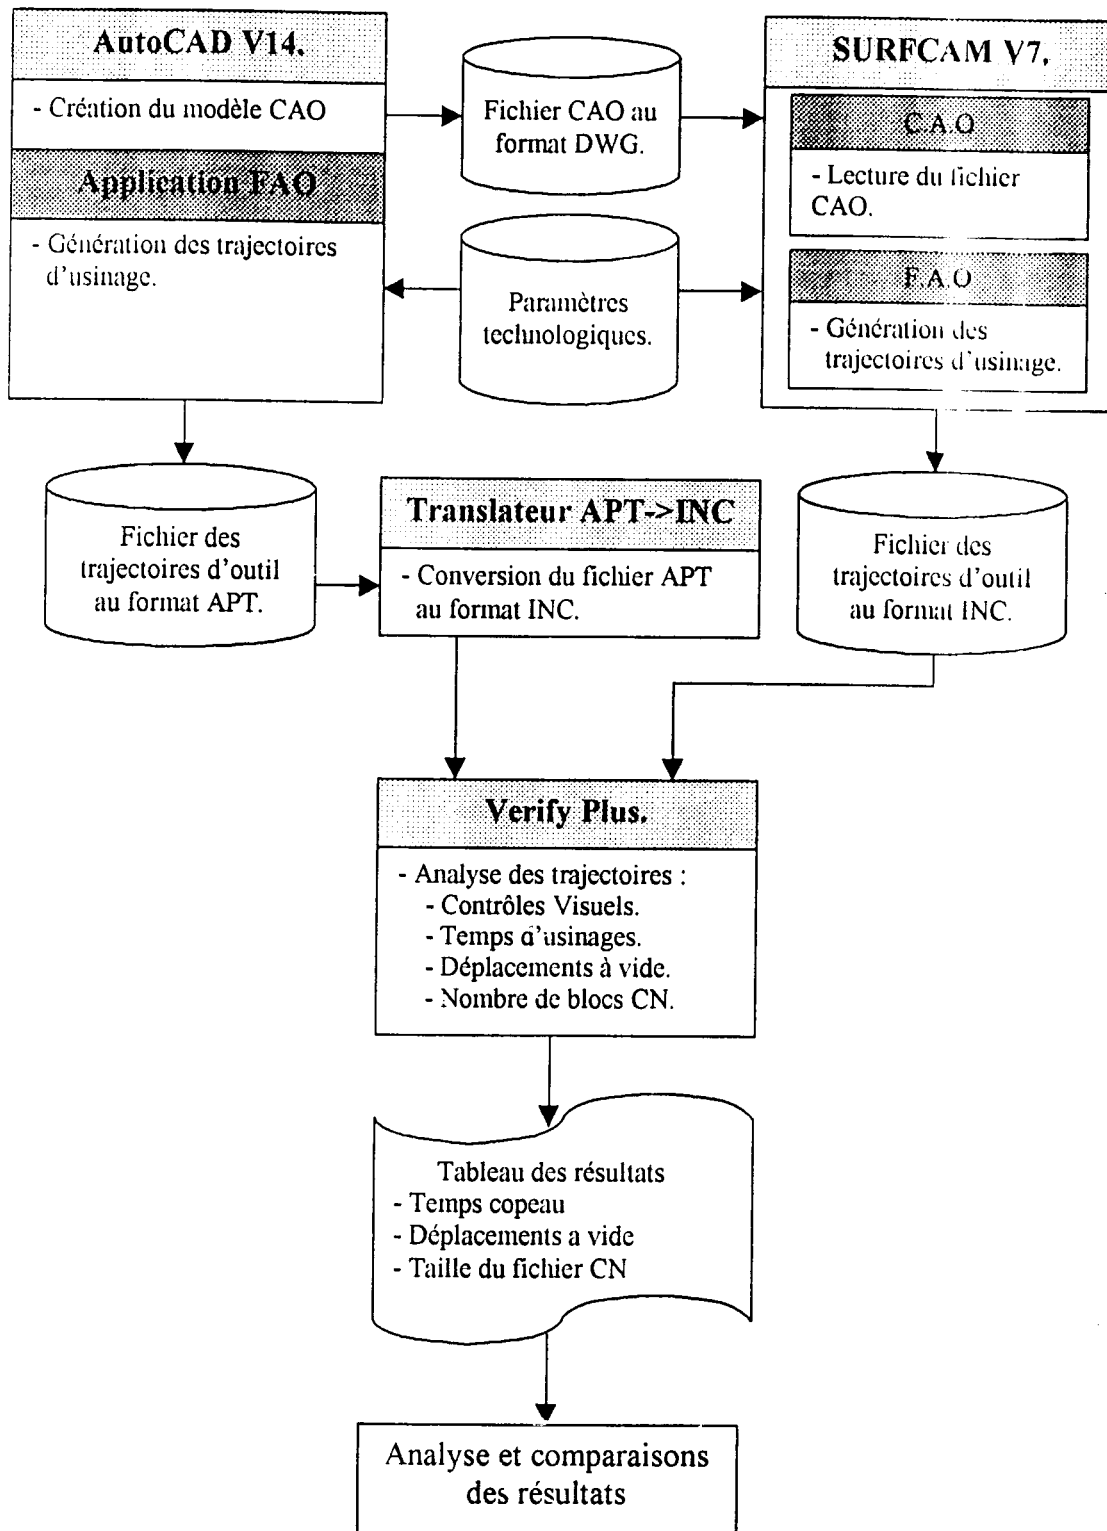 AutoCAD V14.
- Création du modèle CAO
Application FAO
- Génération des trajectoires
d'usinage.
Fichier CAO au
format DWG.
Paramètres
technologiques.
SURFCAM V7.
C.A.O
- Lecture du fichier
CAO.
F.A.O
- Génération des
trajectoires d'usinage.
Fichier des
trajectoires d'outil
au format APT.
Translateur APT->INC
- Conversion du fichier APT
au format INC.
Fichier des
trajectoires d'outil
au format INC.
Verify Plus.
- Analyse des trajectoires :
- Contrôles Visuels.
- Temps d'usinages.
- Déplacements à vide.
- Nombre de blocs CN.
Tableau des résultats
- Temps copeau
- Déplacements a vide
- Taille du fichier CN
Analyse et comparaisons
des résultats